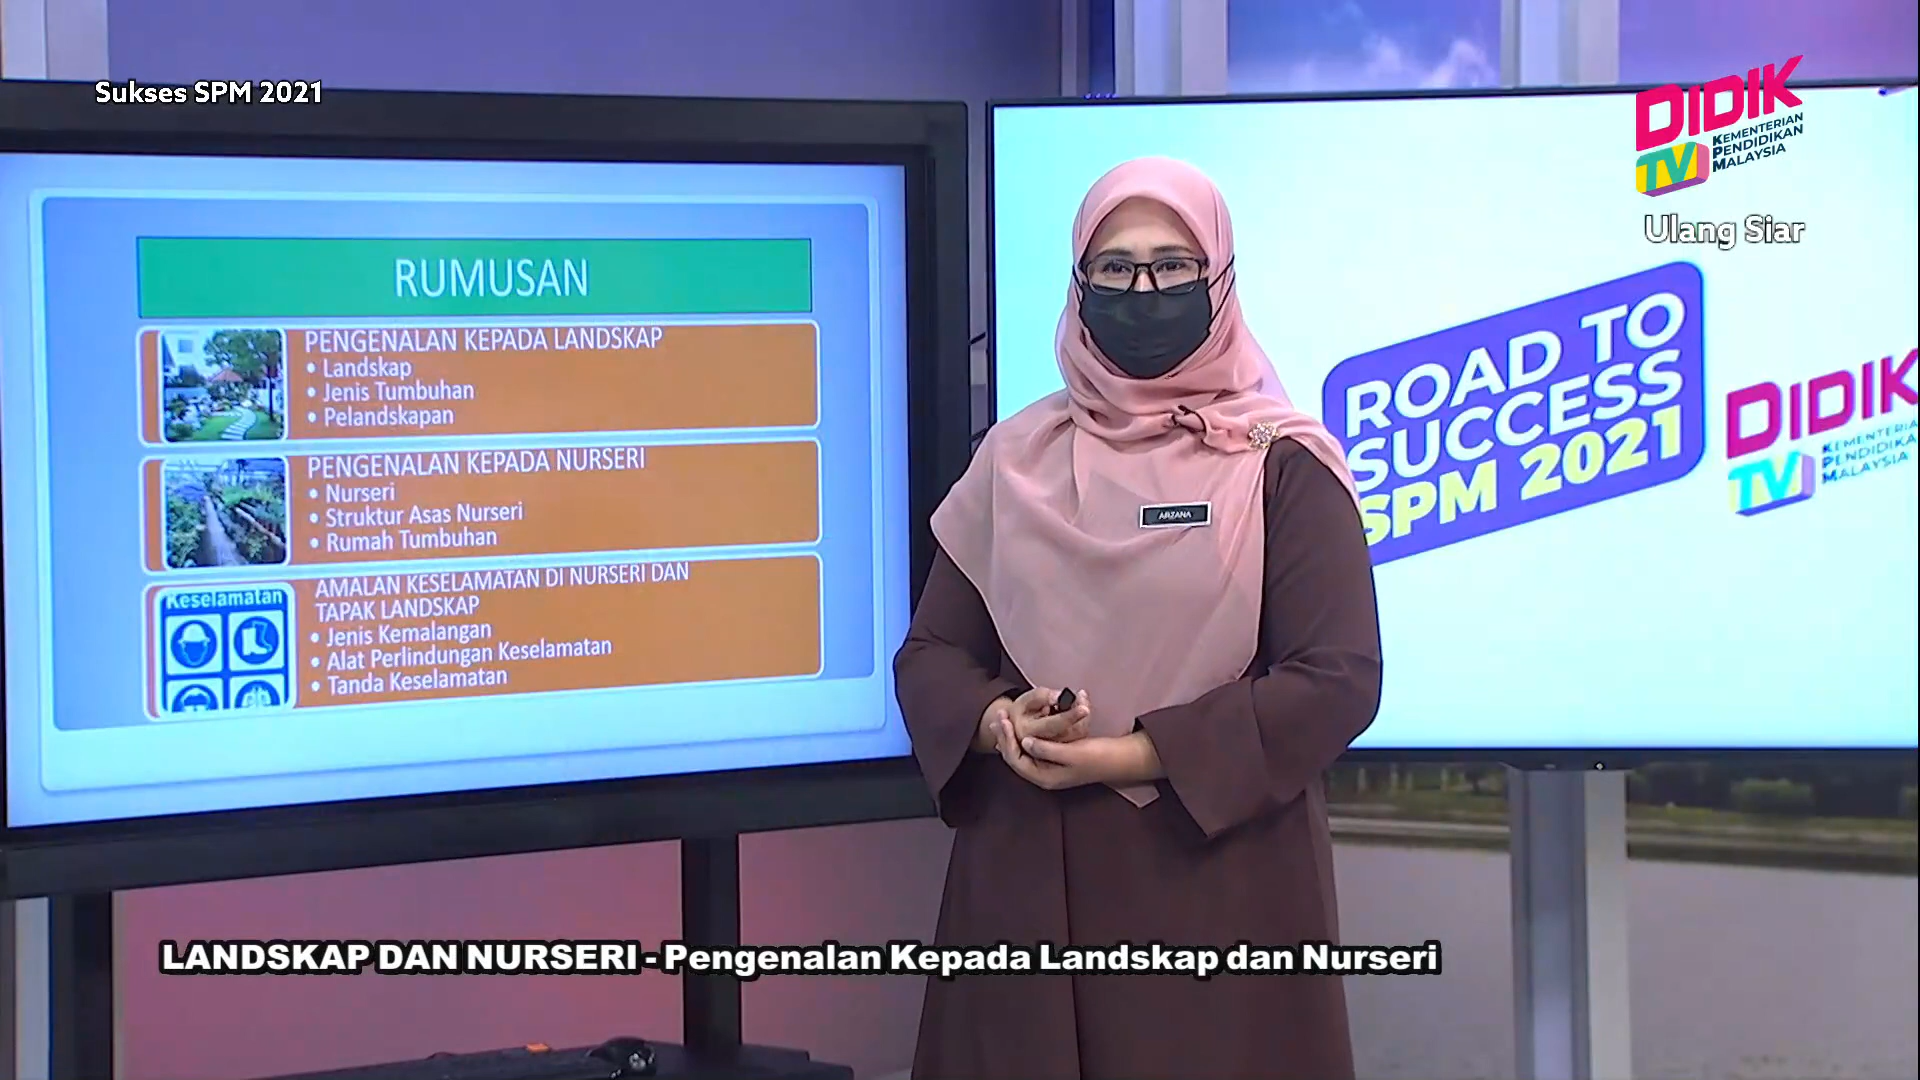 Sukses SPM 2021
DIDIK
TV
KEMENTERIAN
PENDIDIKAN
MALAYSIA
Ulang Siar
RUMUSAN
PENGENALAN KEPADA LANDSKAP
• Landskap
• Jenis Tumbuhan
• Pelandskapan
PENGENALAN KEPADA NURSERI
• Nurseri
• Struktur Asas Nurseri
• Rumah Tumbuhan
Keselamatan
AMALAN KESELAMATAN DI NURSERI DAN
TAPAK LANDSKAP
• Jenis Kemalangan
• Alat Perlindungan Keselamatan
• Tanda Keselamatan
ARZANA
ROAD TO
SUCCESS
SPM 2021
DIDIK
TV
KEMENTERIA
PENDIDIKA
MALAYSIA
LANDSKAP DAN NURSERI - Pengenalan Kepada Landskap dan Nurseri